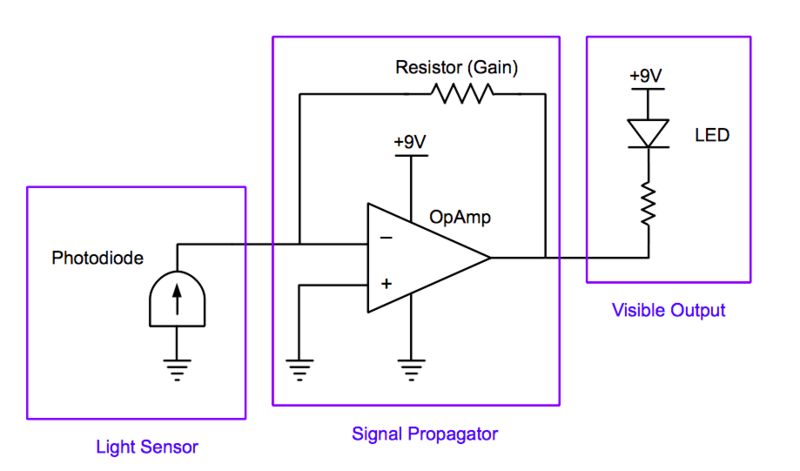 Resistor (Gain)
+9V
LED
+9V
OpAmp
Photodiode
−
+
Visible Output
Signal Propagator
Light Sensor